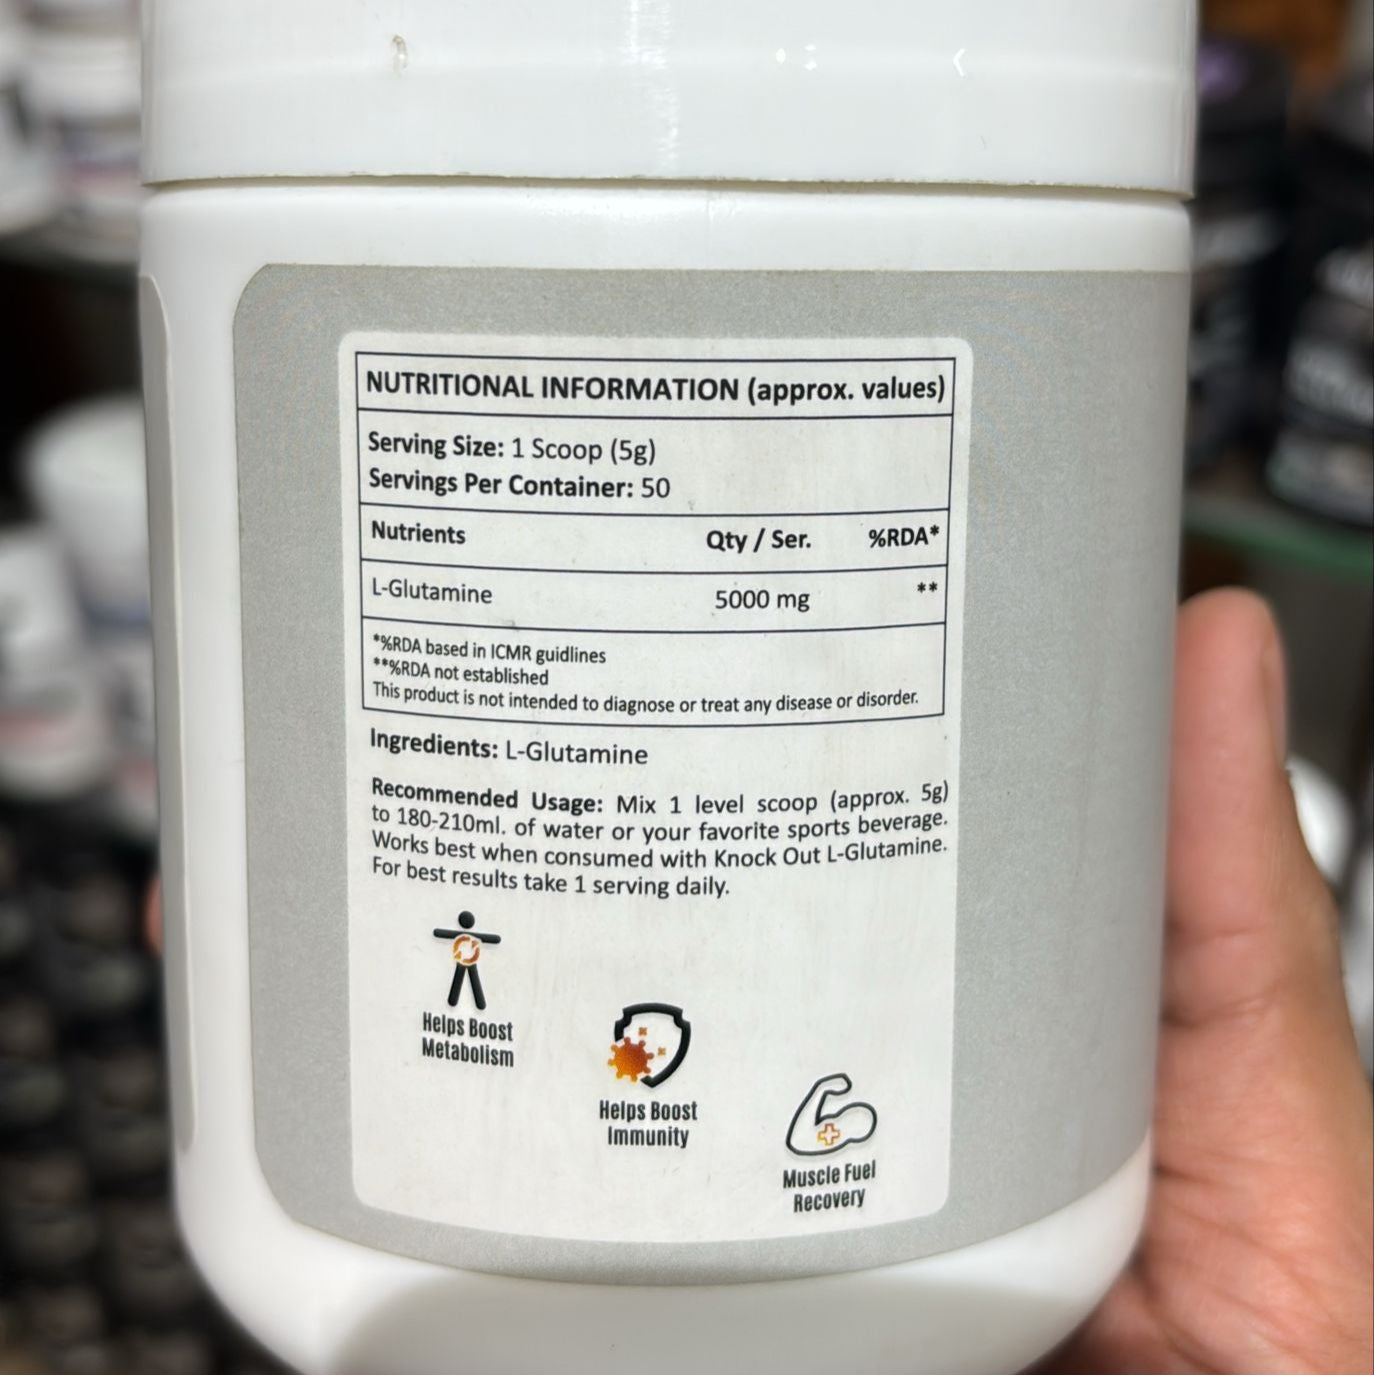 NUTRITIONAL INFORMATION (approx. values)
Serving Size: 1 Scoop (5g)
Servings Per Container: 50
Nutrients Qty / Ser. %RDA*
L-Glutamine 5000 mg **
*%RDA based in ICMR guidlines
**%RDA not established
This product is not intended to diagnose or treat any disease or disorder.
Ingredients: L-Glutamine
Recommended Usage: Mix 1 level scoop (approx. 5g)
to 180-210ml. of water or your favorite sports beverage.
Works best when consumed with Knock Out L-Glutamine.
For best results take 1 serving daily.
Helps Boost
Metabolism
Helps Boost
Immunity
Muscle Fuel
Recovery